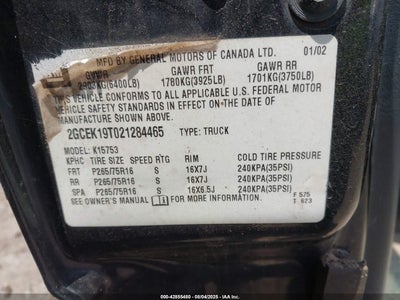 MFD BY GENERAL MOTORS OF CANADA LTD. 01/02
GVWR GAWR FRT GAWR RR
2903KG(6400LB) 1780KG(3925LB) 1701KG(3750LB)
THIS VEHICLE CONFORMS TO ALL APPLICABLE U.S. FEDERAL MOTOR
VEHICLE SAFETY STANDARDS IN EFFECT ON THE DATE OF
MANUFACTURE SHOWN ABOVE.
2GCEK19T021284465 TYPE: TRUCK
MODEL: K15753
KPHC TIRE SIZE SPEED RTG RIM COLD TIRE PRESSURE
FRT P265/75R16 S 16X7J 240KPA(35PSI)
RR P265/75R16 S 16X7J 240KPA(35PSI)
SPA P265/75R16 S 16X6.5J 240KPA(35PSI)
SEE OWNER'S MANUAL FOR MORE INFORMATION.
F 575
T 623
000-42855480 - 08/04/2025 - IAAI.COM